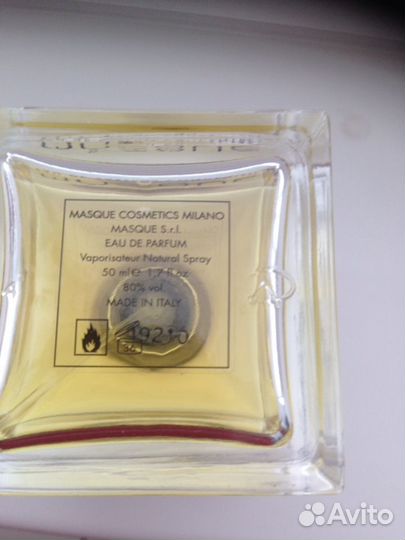 MASQUE COSMETICS MILANO
MASQUE S.r.l.
EAU DE PARFUM
Vaporisateur Natural Spray
50 ml e 1,7 fl.oz
80% vol.
MADE IN ITALY
Avito